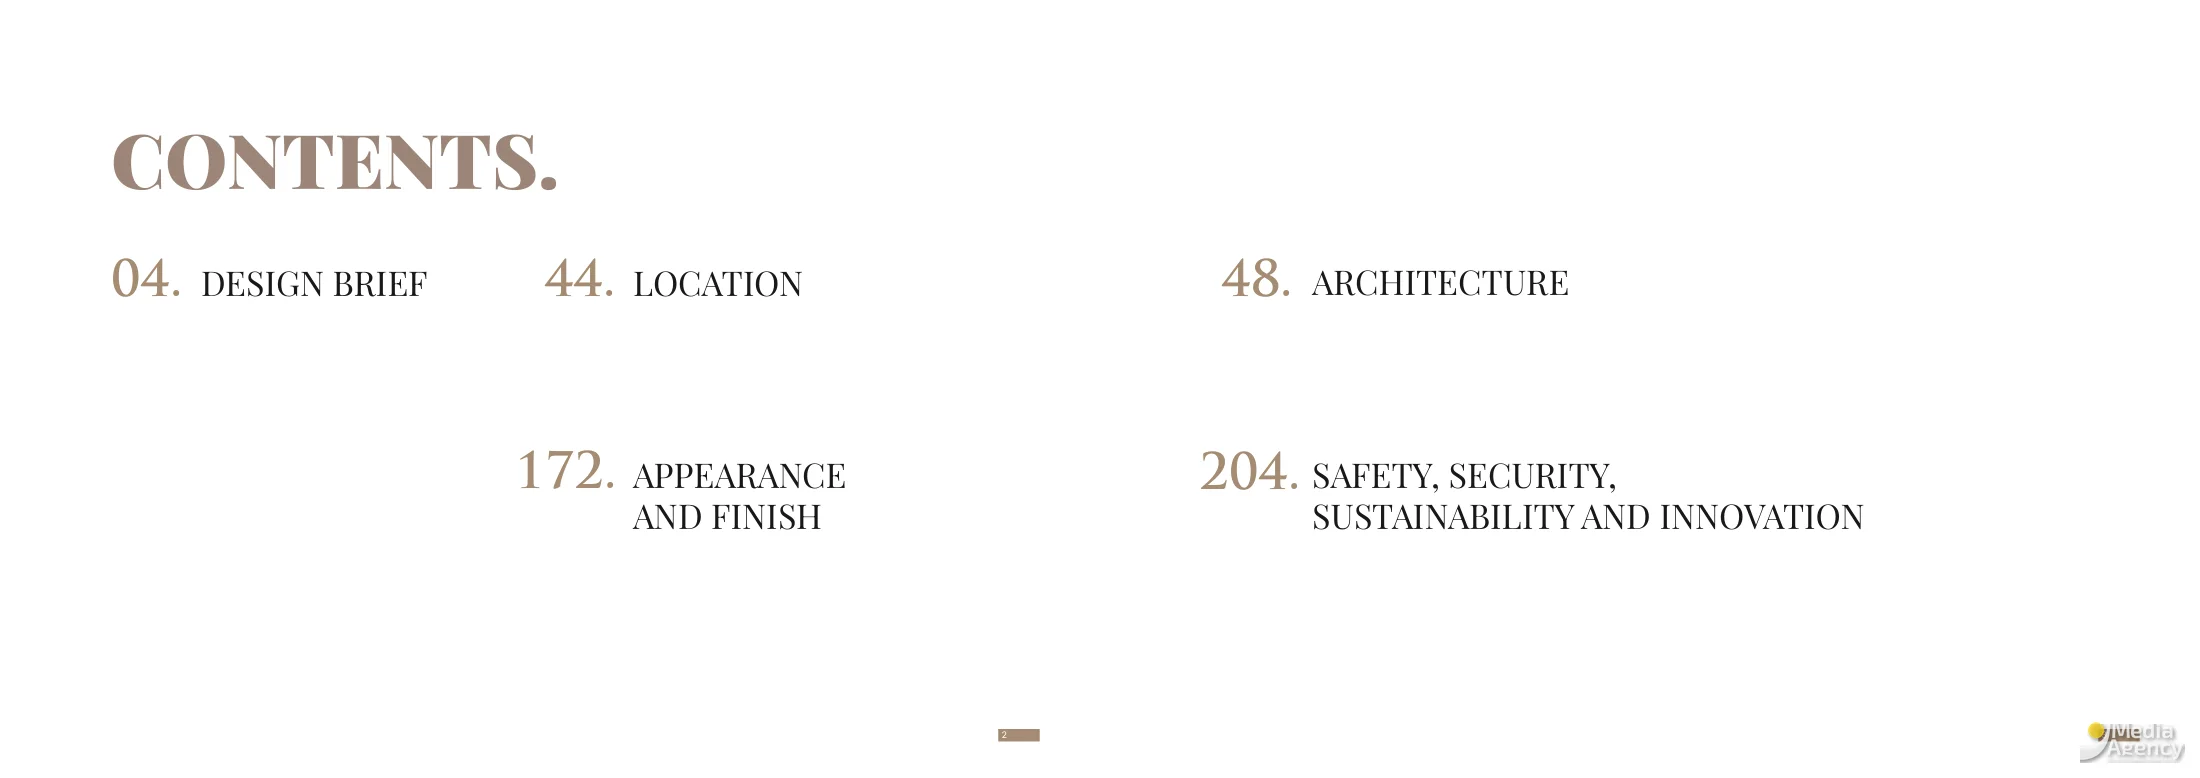 CONTENTS.
04. DESIGN BRIEF
44. LOCATION
48. ARCHITECTURE
172. APPEARANCE
AND FINISH
204. SAFETY, SECURITY,
SUSTAINABILITY AND INNOVATION
2
Media
Agency